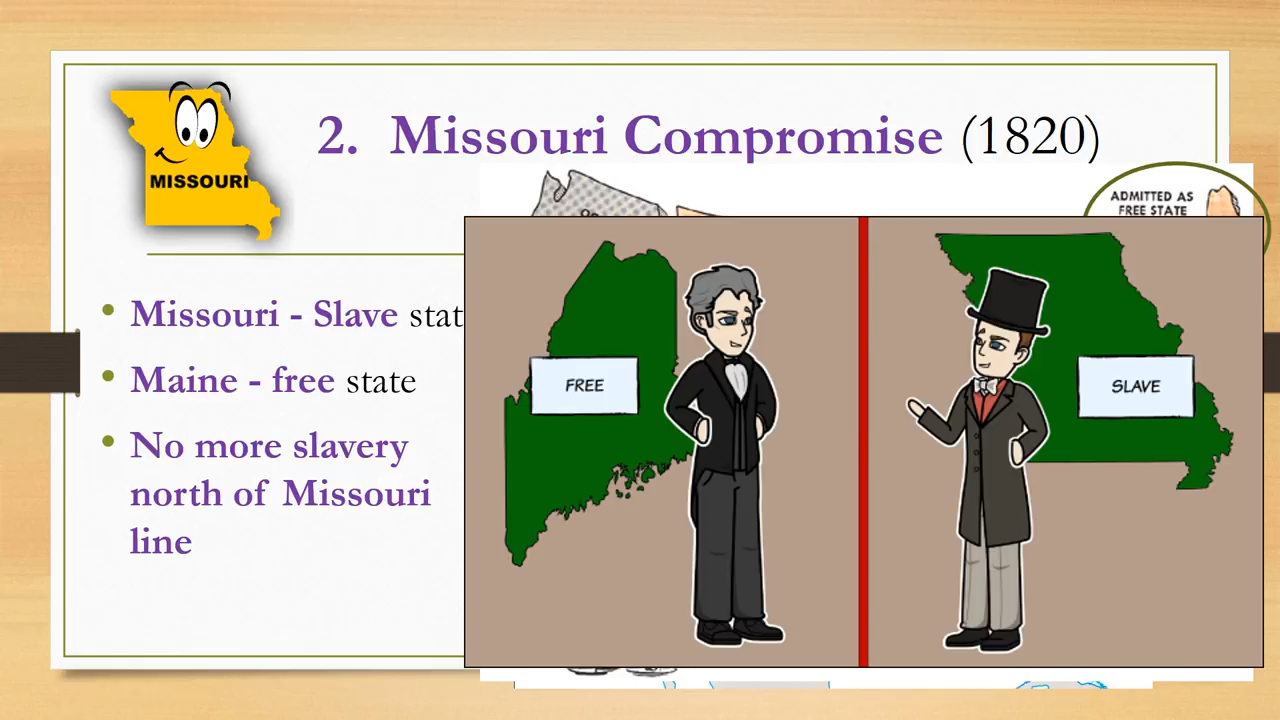 2. Missouri Compromise (1820)
MISSOURI
ADMITTED AS
FREE STATE
• Missouri - Slave stat
• Maine - free state
• No more slavery
north of Missouri
line
FREE
SLAVE